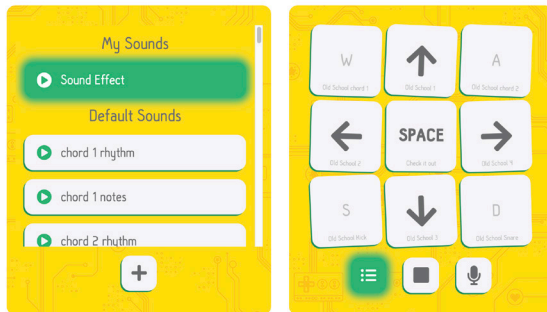 My Sounds
Sound Effect
Default Sounds
chord 1 rhythm
chord 1 notes
chord 2 rhythm
W
Old School chord 1
Old School 1
A
Old School chord 2
Old School 2
SPACE
Check it out
Old School 4
S
Old School Kick
Old School 3
D
Old School Snare